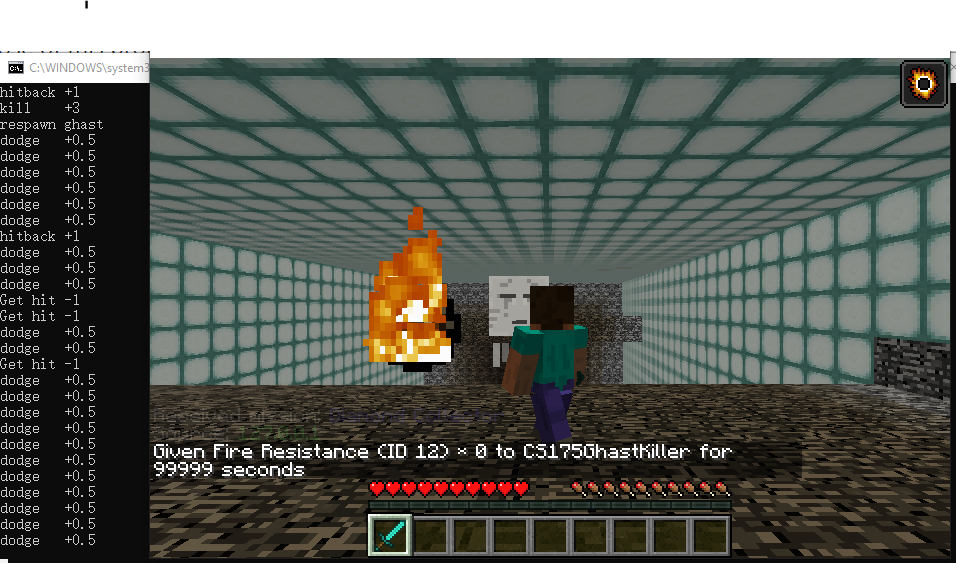 C:\WINDOWS\system3
hitback +1
kill +3
respawn ghast
dodge +0.5
dodge +0.5
dodge +0.5
dodge +0.5
dodge +0.5
dodge +0.5
hitback +1
dodge +0.5
dodge +0.5
dodge +0.5
Get hit -1
Get hit -1
dodge +0.5
dodge +0.5
Get hit -1
dodge +0.5
dodge +0.5
dodge +0.5
dodge +0.5
dodge +0.5
dodge +0.5
dodge +0.5
dodge +0.5
dodge +0.5
dodge +0.5
dodge +0.5
Given Fire Resistance (ID 12) × 0 to CS175GhastKiller for
99999 seconds